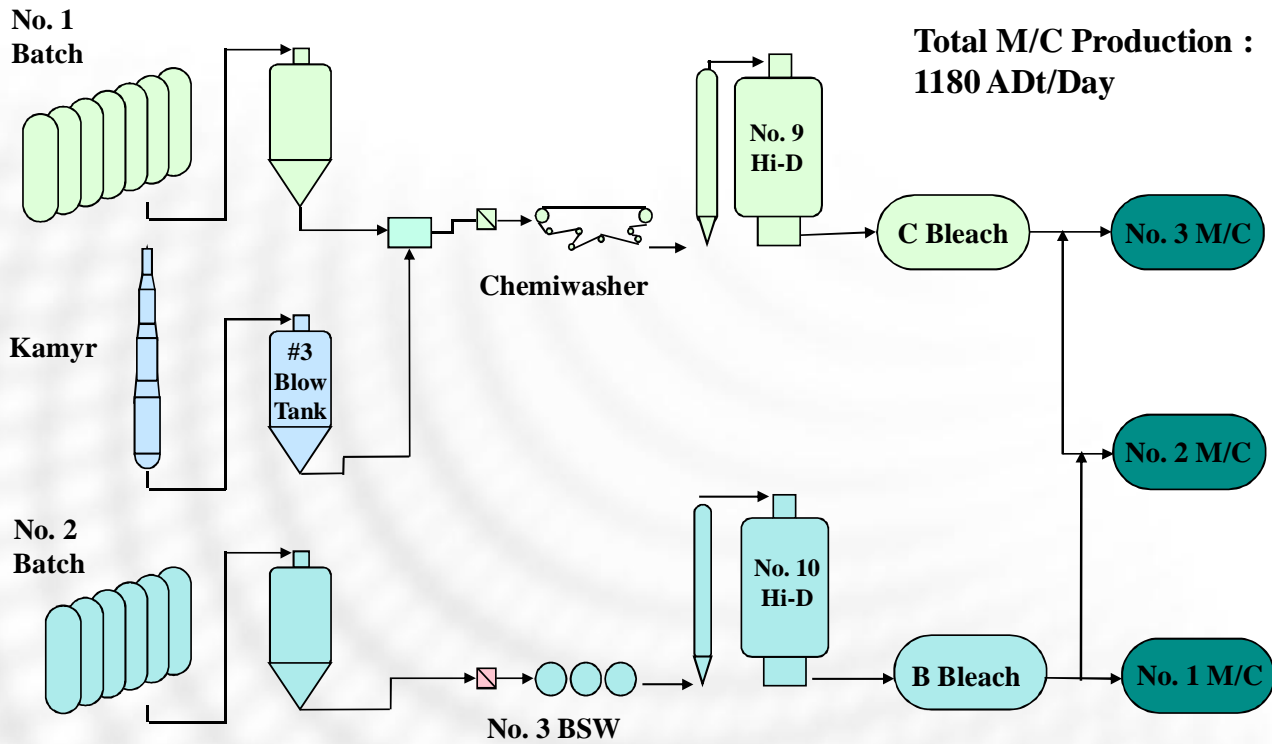 No. 1
Batch
Total M/C Production :
1180 ADt/Day
No. 9
Hi-D
C Bleach
No. 3 M/C
Chemiwasher
Kamyr
#3
Blow
Tank
No. 2 M/C
No. 2
Batch
No. 10
Hi-D
B Bleach
No. 1 M/C
No. 3 BSW